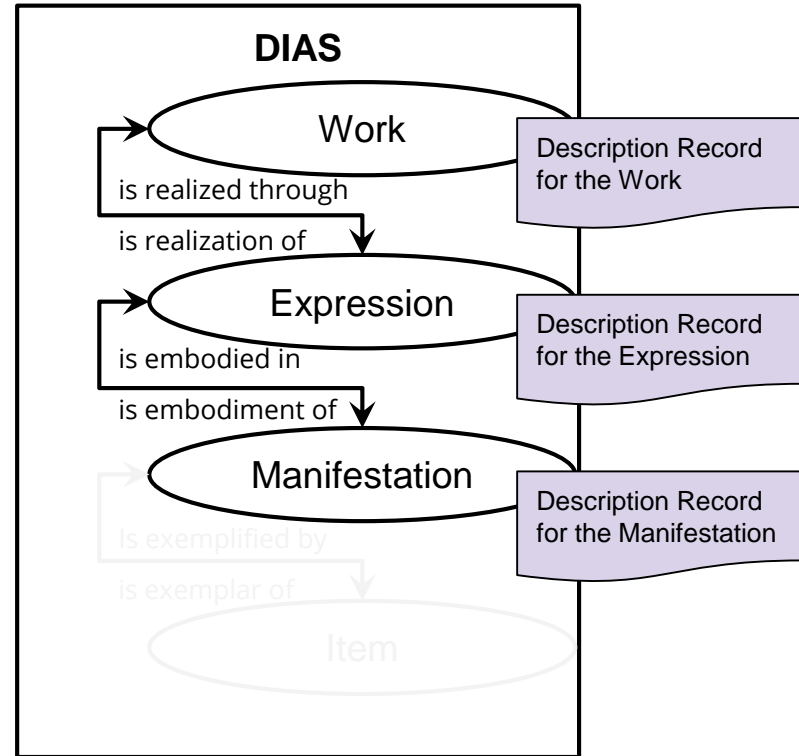 DIAS
Work
Description Record
for the Work
is realized through
is realization of
Expression
Description Record
for the Expression
is embodied in
is embodiment of
Manifestation
Description Record
for the Manifestation
Is exemplified by
is exemplar of
Item